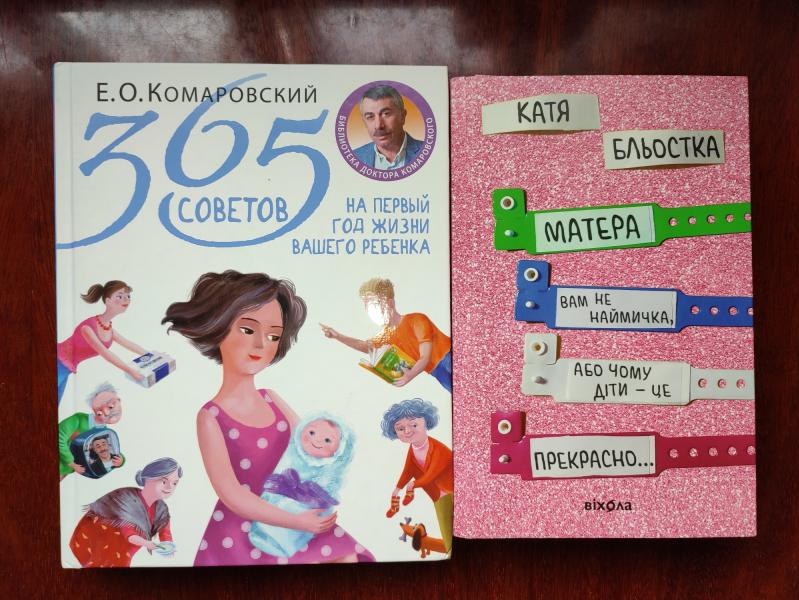 Е.О.Комаровский
365
советов
на первый
год жизни
вашего ребенка
БИБЛИОТЕКА ДОКТОРА КОМАРОВСКОГО
КАТЯ
БЛЬОСТКА
МАТЕРА
ВАМ НЕ
НАЙМИЧКА,
АБО ЧОМУ
ДІТИ – ЦЕ
ПРЕКРАСНО...
віхола